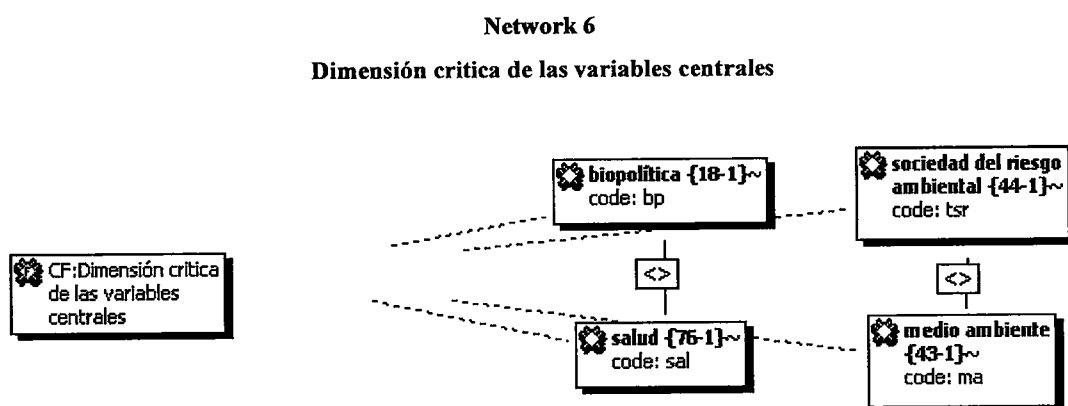 Network 6
Dimensión critica de las variables centrales
biopolítica {18-1}~
code: bp
sociedad del riesgo
ambiental {44-1}~
code: tsr
CF:Dimensión critica
de las variables
centrales
<>
<>
salud {76-1}~
code: sal
medio ambiente
{43-1}~
code: ma